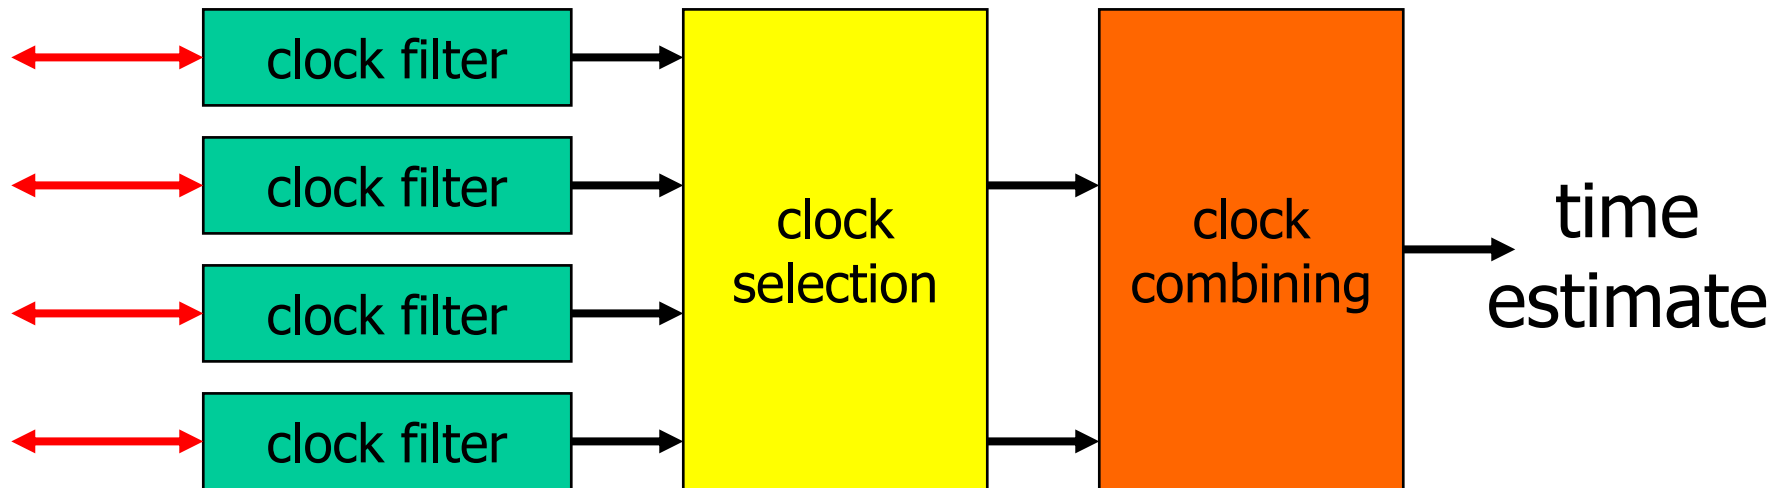 clock filter
clock filter
clock filter
clock filter
clock
selection
clock
combining
time
estimate